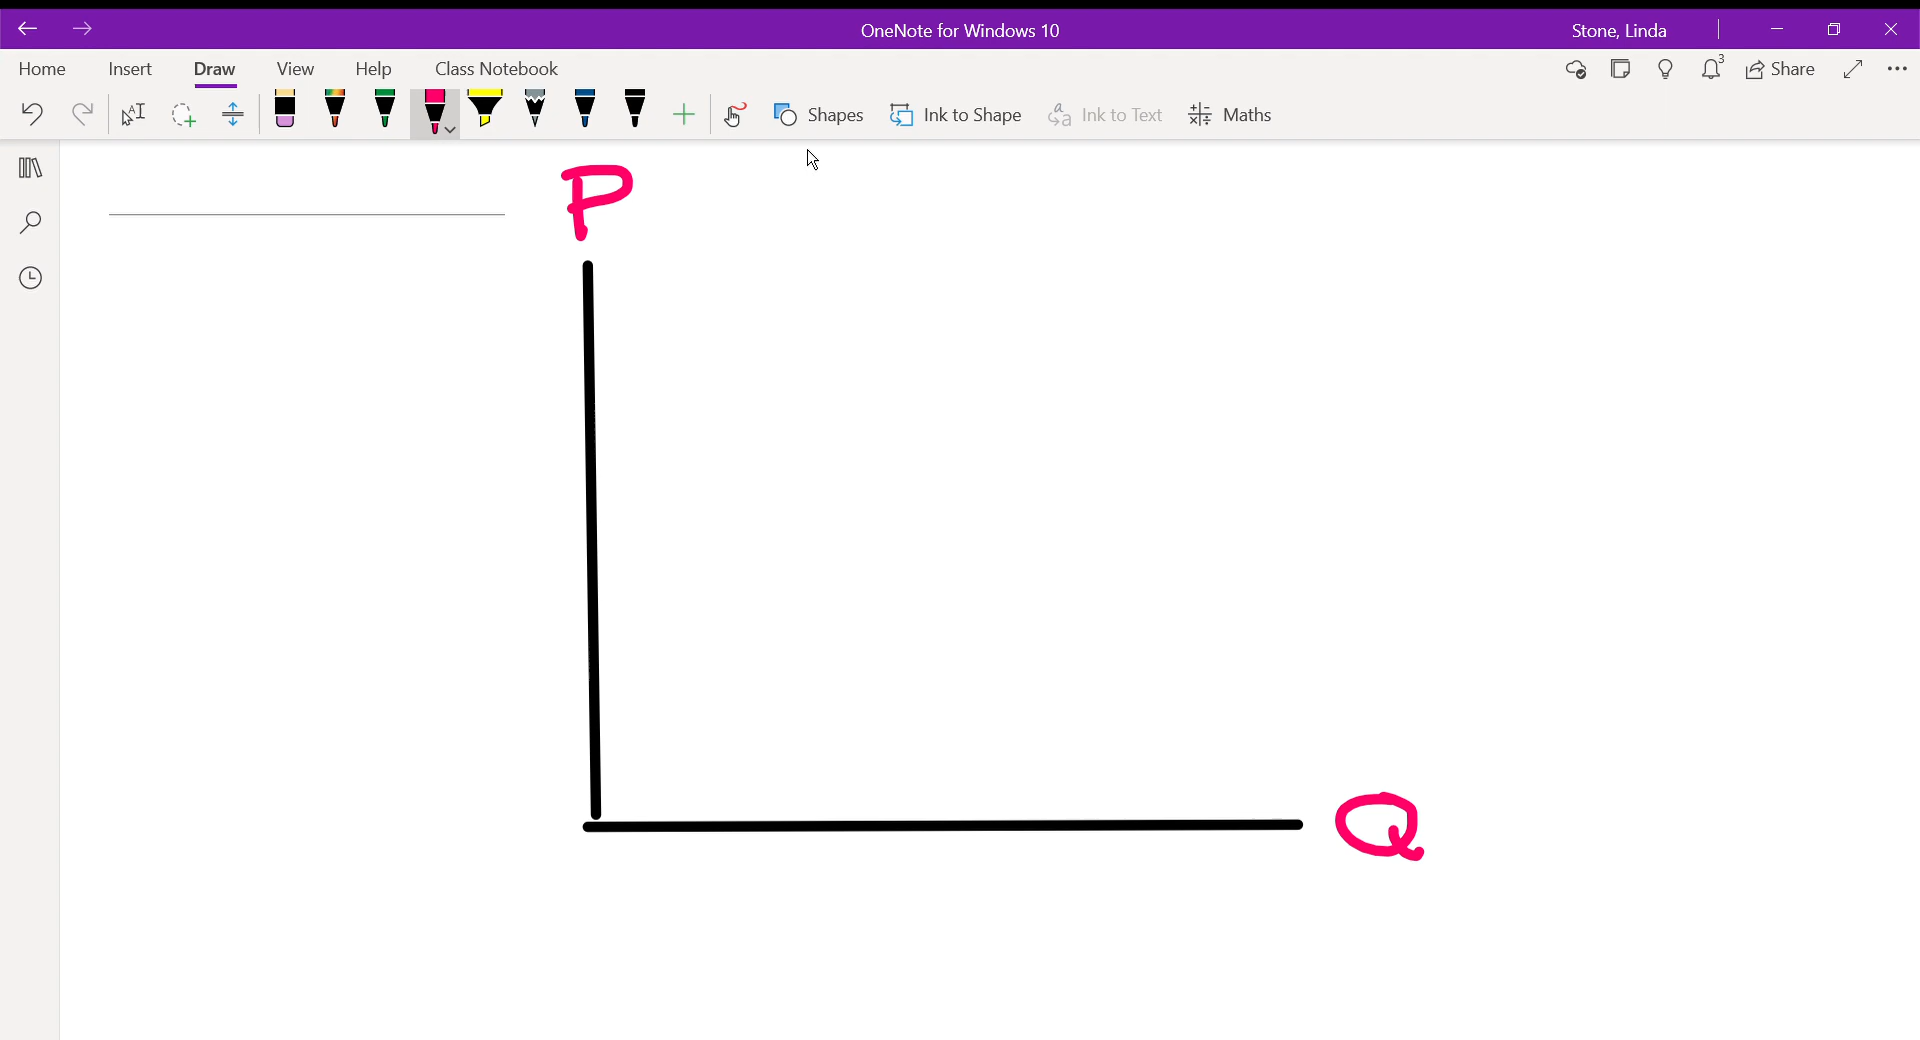 OneNote for Windows 10
Stone, Linda
Home Insert Draw View Help Class Notebook
3
Share
Shapes Ink to Shape Ink to Text Maths
P
Q